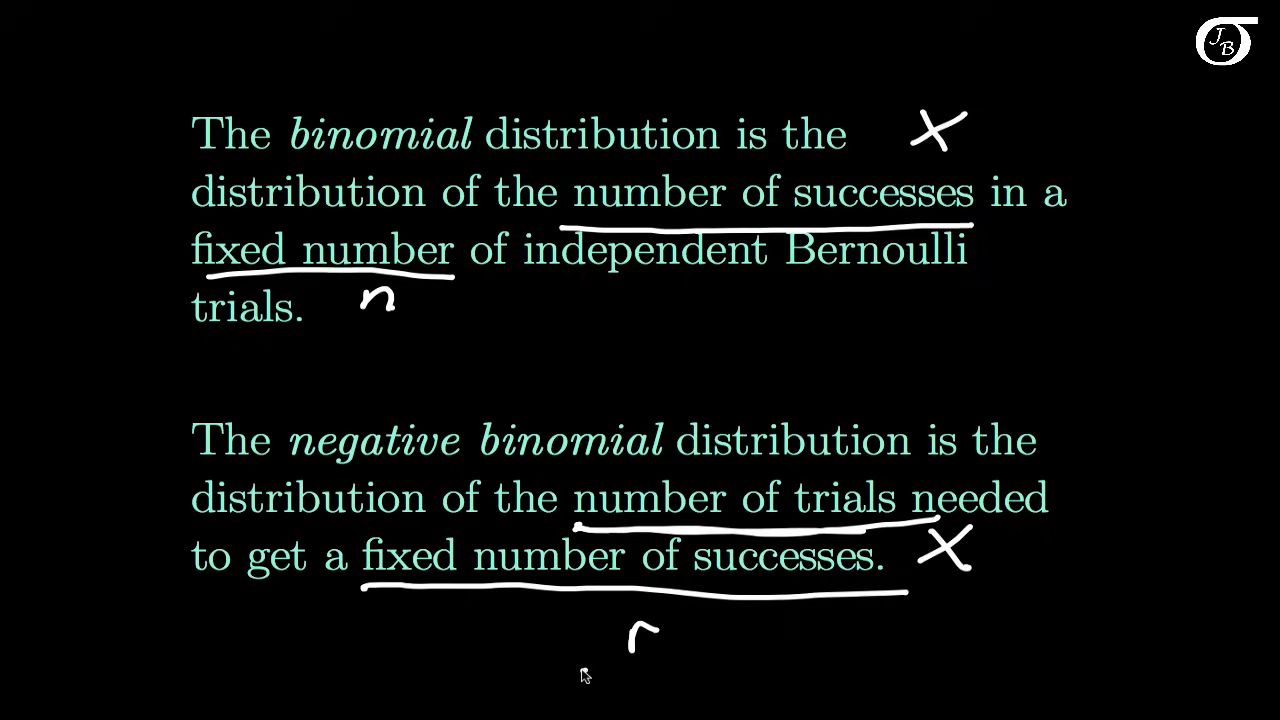 JB
The binomial distribution is the X
distribution of the number of successes in a
fixed number of independent Bernoulli
trials. n
The negative binomial distribution is the
distribution of the number of trials needed
to get a fixed number of successes. X
r